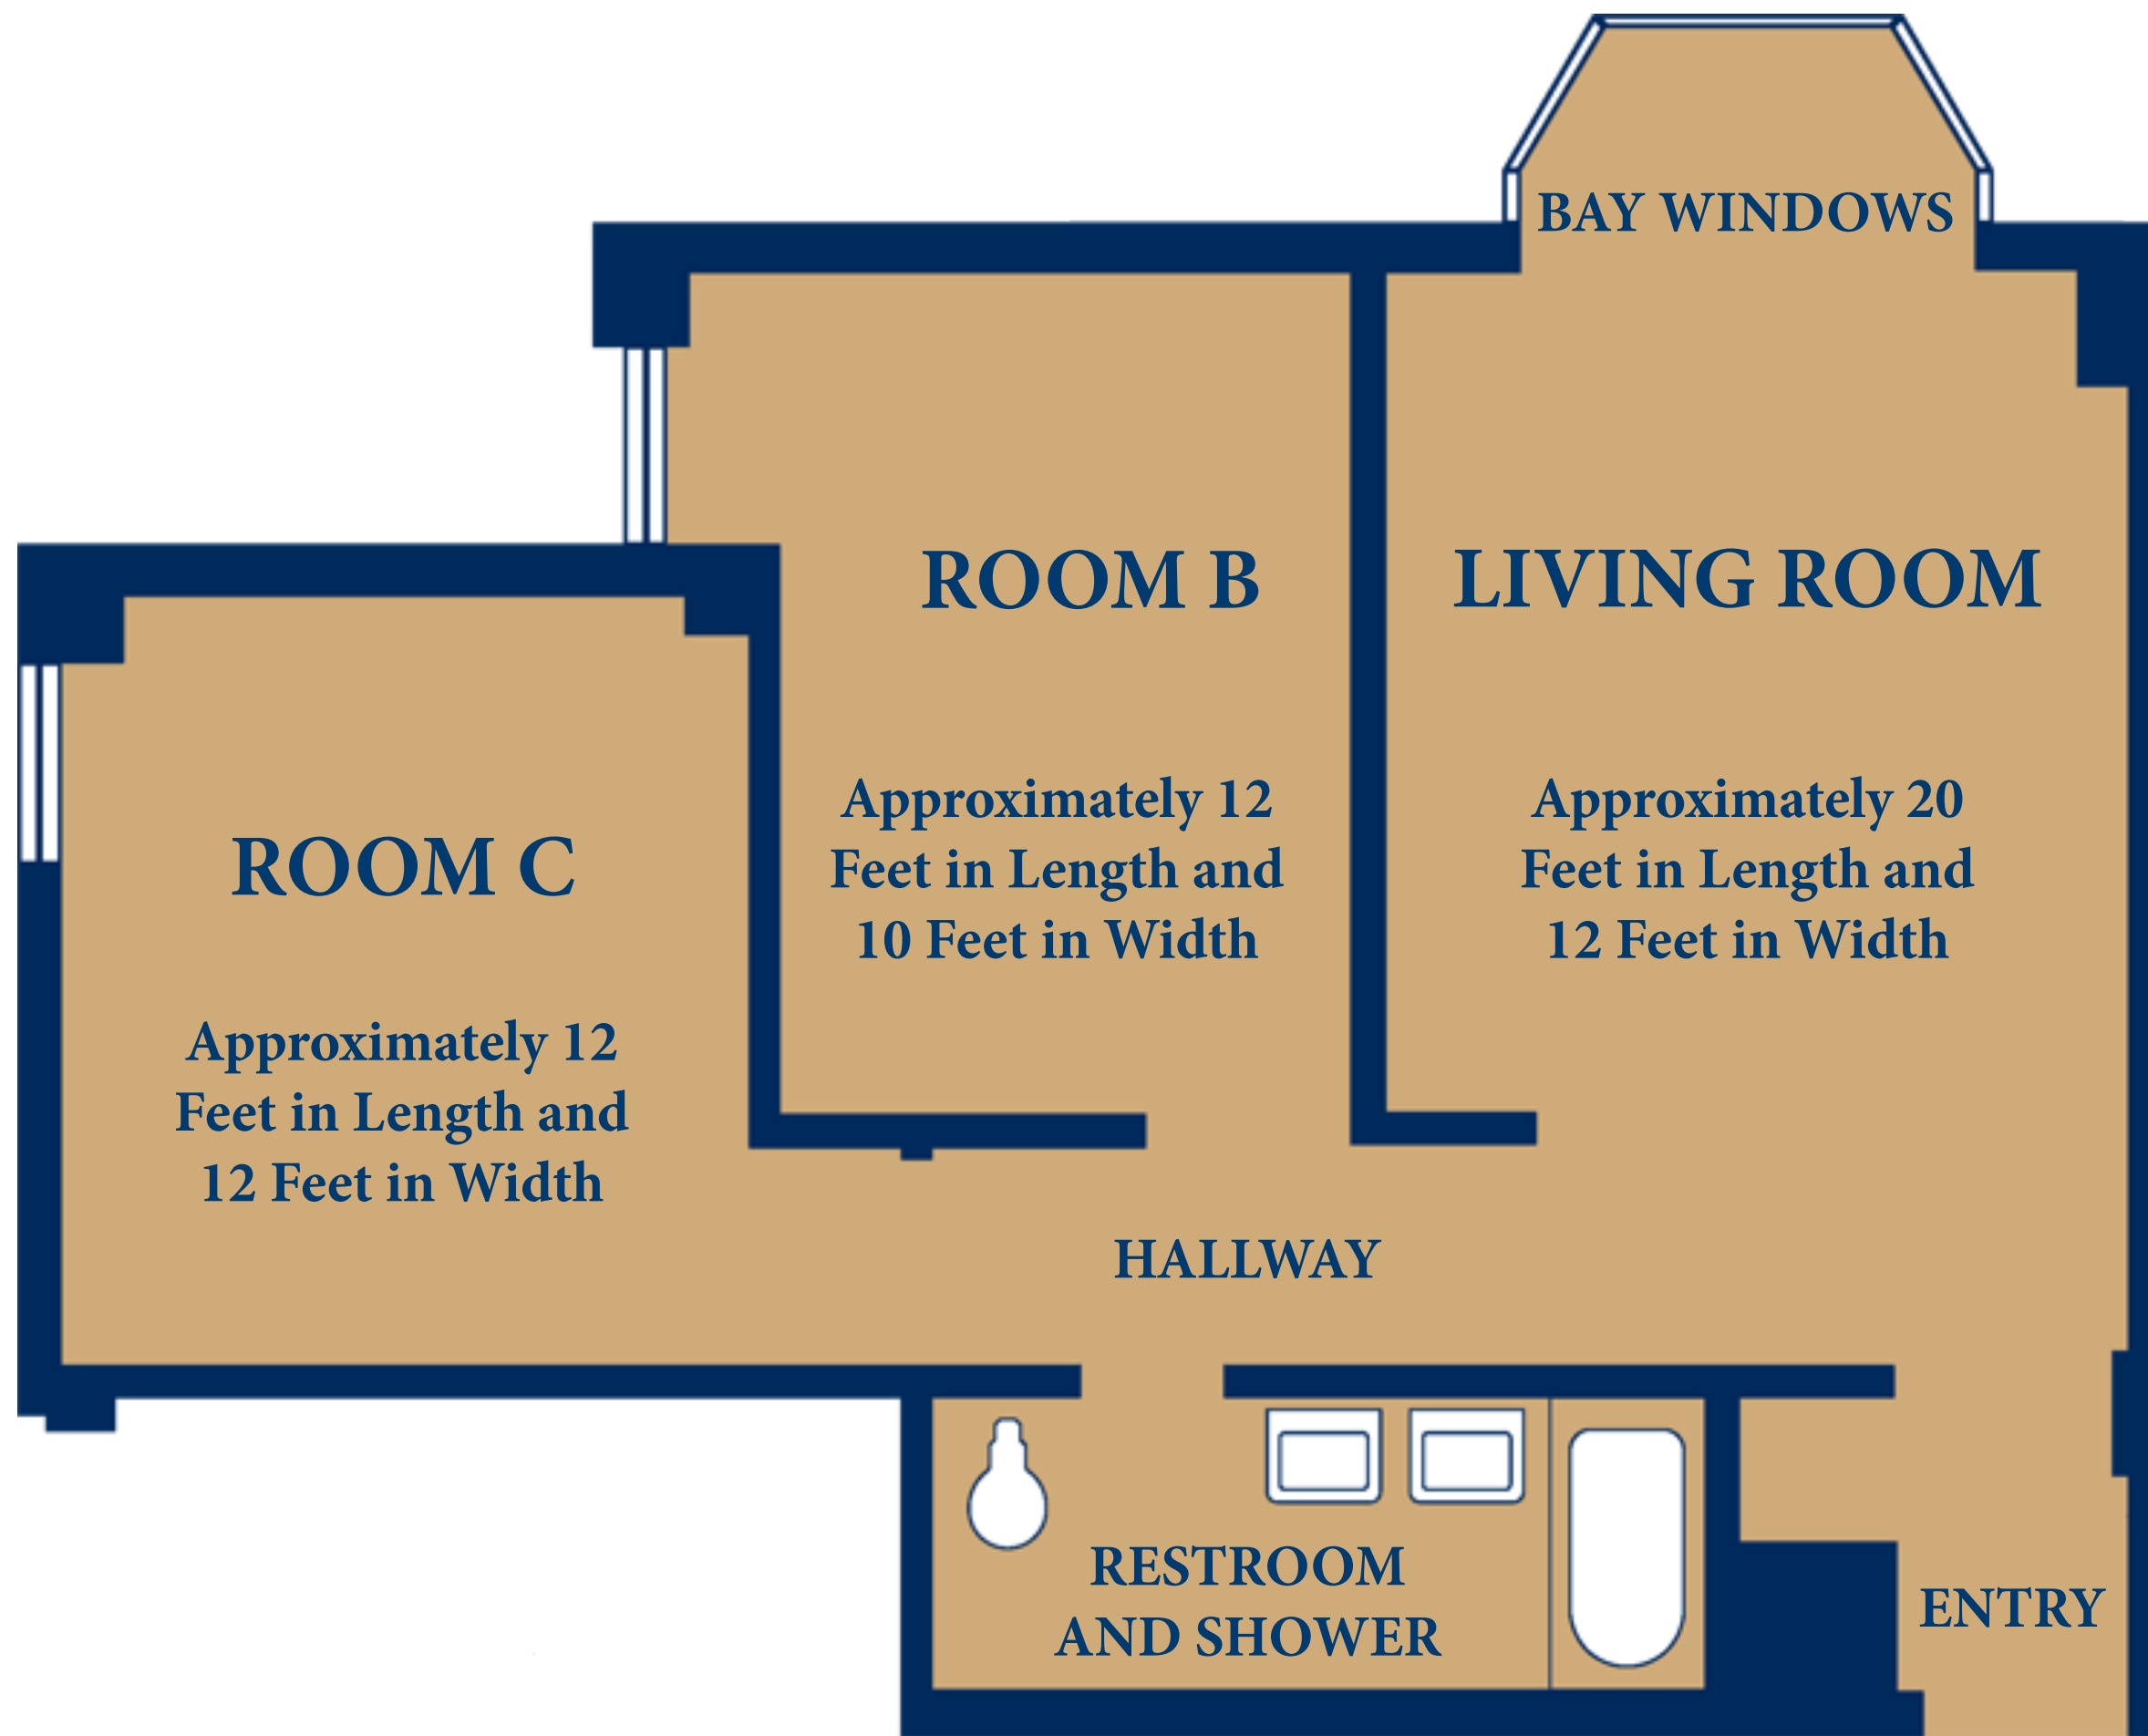 BAY WINDOWS
ROOM B
LIVING ROOM
Approximately 12
Feet in Length and
10 Feet in Width
Approximately 20
Feet in Length and
12 Feet in Width
ROOM C
Approximately 12
Feet in Length and
12 Feet in Width
HALLWAY
RESTROOM
AND SHOWER
ENTRY